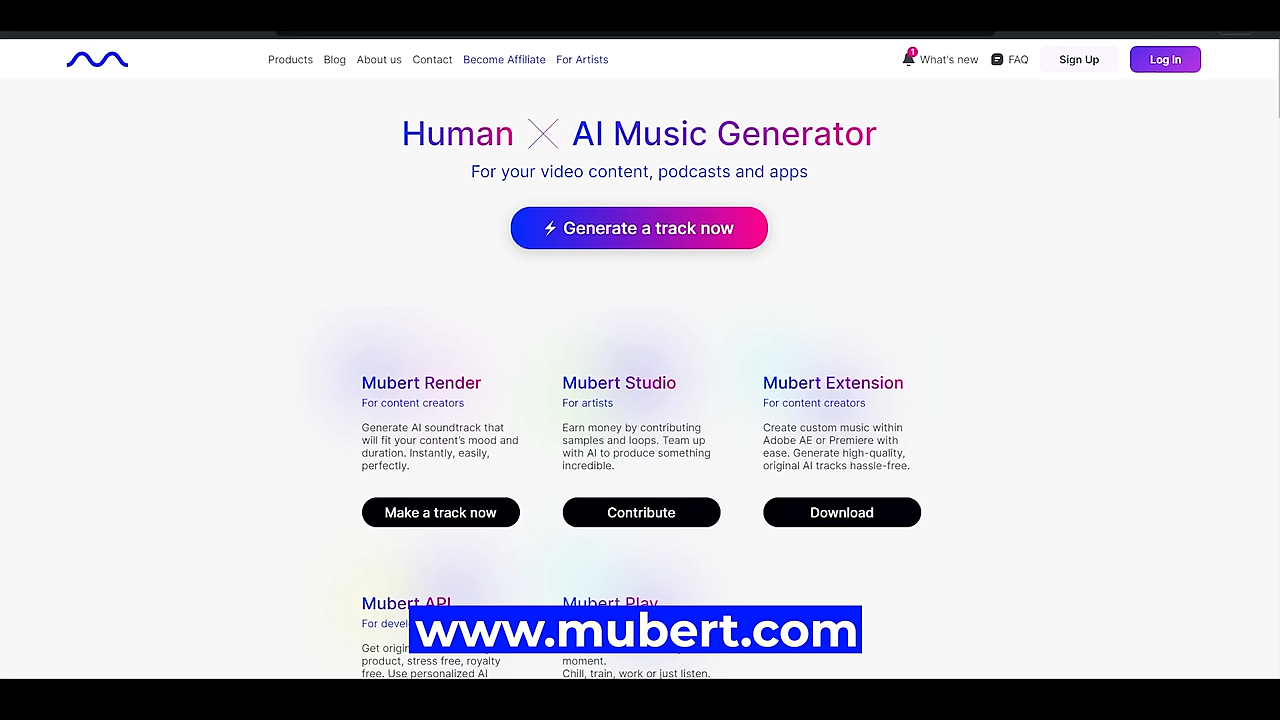 Products Blog About us Contact Become Affiliate For Artists 1 What's new FAQ Sign Up Log In
Human X AI Music Generator
For your video content, podcasts and apps
Generate a track now
Mubert Render
For content creators
Generate AI soundtrack that
will fit your content's mood and
duration. Instantly, easily,
perfectly.
Make a track now
Mubert Studio
For artists
Earn money by contributing
samples and loops. Team up
with AI to produce something
incredible.
Contribute
Mubert Extension
For content creators
Create custom music within
Adobe AE or Premiere with
ease. Generate high-quality,
original AI tracks hassle-free.
Download
Mubert API
For
Get
product, stress free, royalty
free. Use personalized AI
Mubert Play
moment.
Chill, train, work or just listen.
www.mubert.com